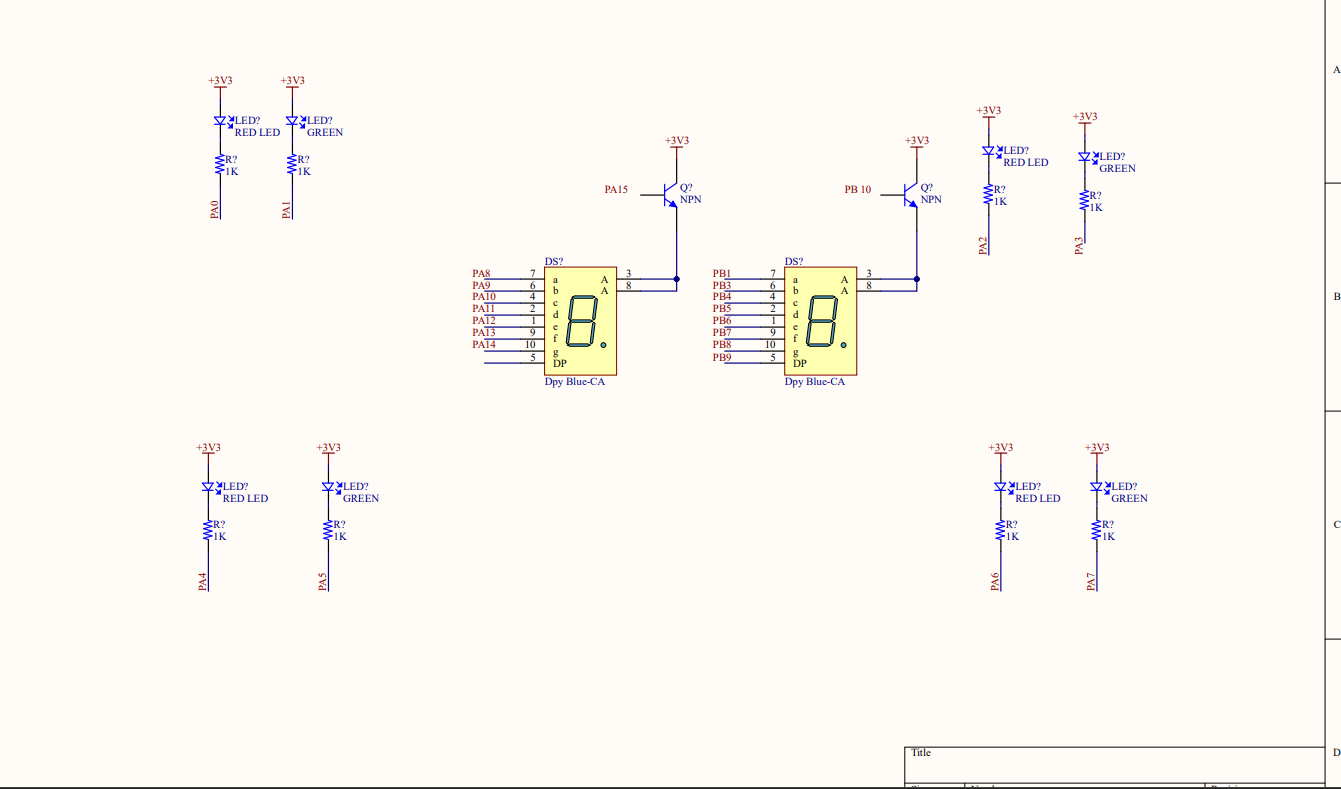 A
+3V3
LED?
RED LED
R?
1K
PA0
+3V3
LED?
GREEN
R?
1K
PA1
+3V3
PA15
Q?
NPN
+3V3
PB 10
Q?
NPN
+3V3
LED?
RED LED
R?
1K
PA2
+3V3
LED?
GREEN
R?
1K
PA3
DS?
PA8 7 a A 3
PA9 6 b A 8
PA10 4 c
PA11 2 d
PA12 1 e
PA13 9 f
PA14 10 g
5 DP
Dpy Blue-CA
DS?
PB1 7 a A 3
PB3 6 b A 8
PB4 4 c
PB5 2 d
PB6 1 e
PB7 9 f
PB8 10 g
PB9 5 DP
Dpy Blue-CA
B
+3V3
LED?
RED LED
R?
1K
PA4
+3V3
LED?
GREEN
R?
1K
PA5
+3V3
LED?
RED LED
R?
1K
PA6
+3V3
LED?
GREEN
R?
1K
PA7
C
Title
D